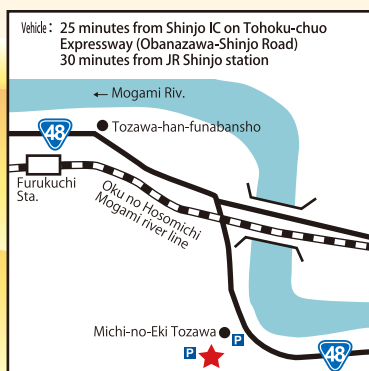 Vehicle : 25 minutes from Shinjo IC on Tohoku-chuo
Expressway (Obanazawa-Shinjo Road)
30 minutes from JR Shinjo station
← Mogami Riv.
48
Tozawa-han-funabansho
Furukuchi
Sta.
Oku no Hosomichi
Mogami river line
Michi-no-Eki Tozawa
P
P
48